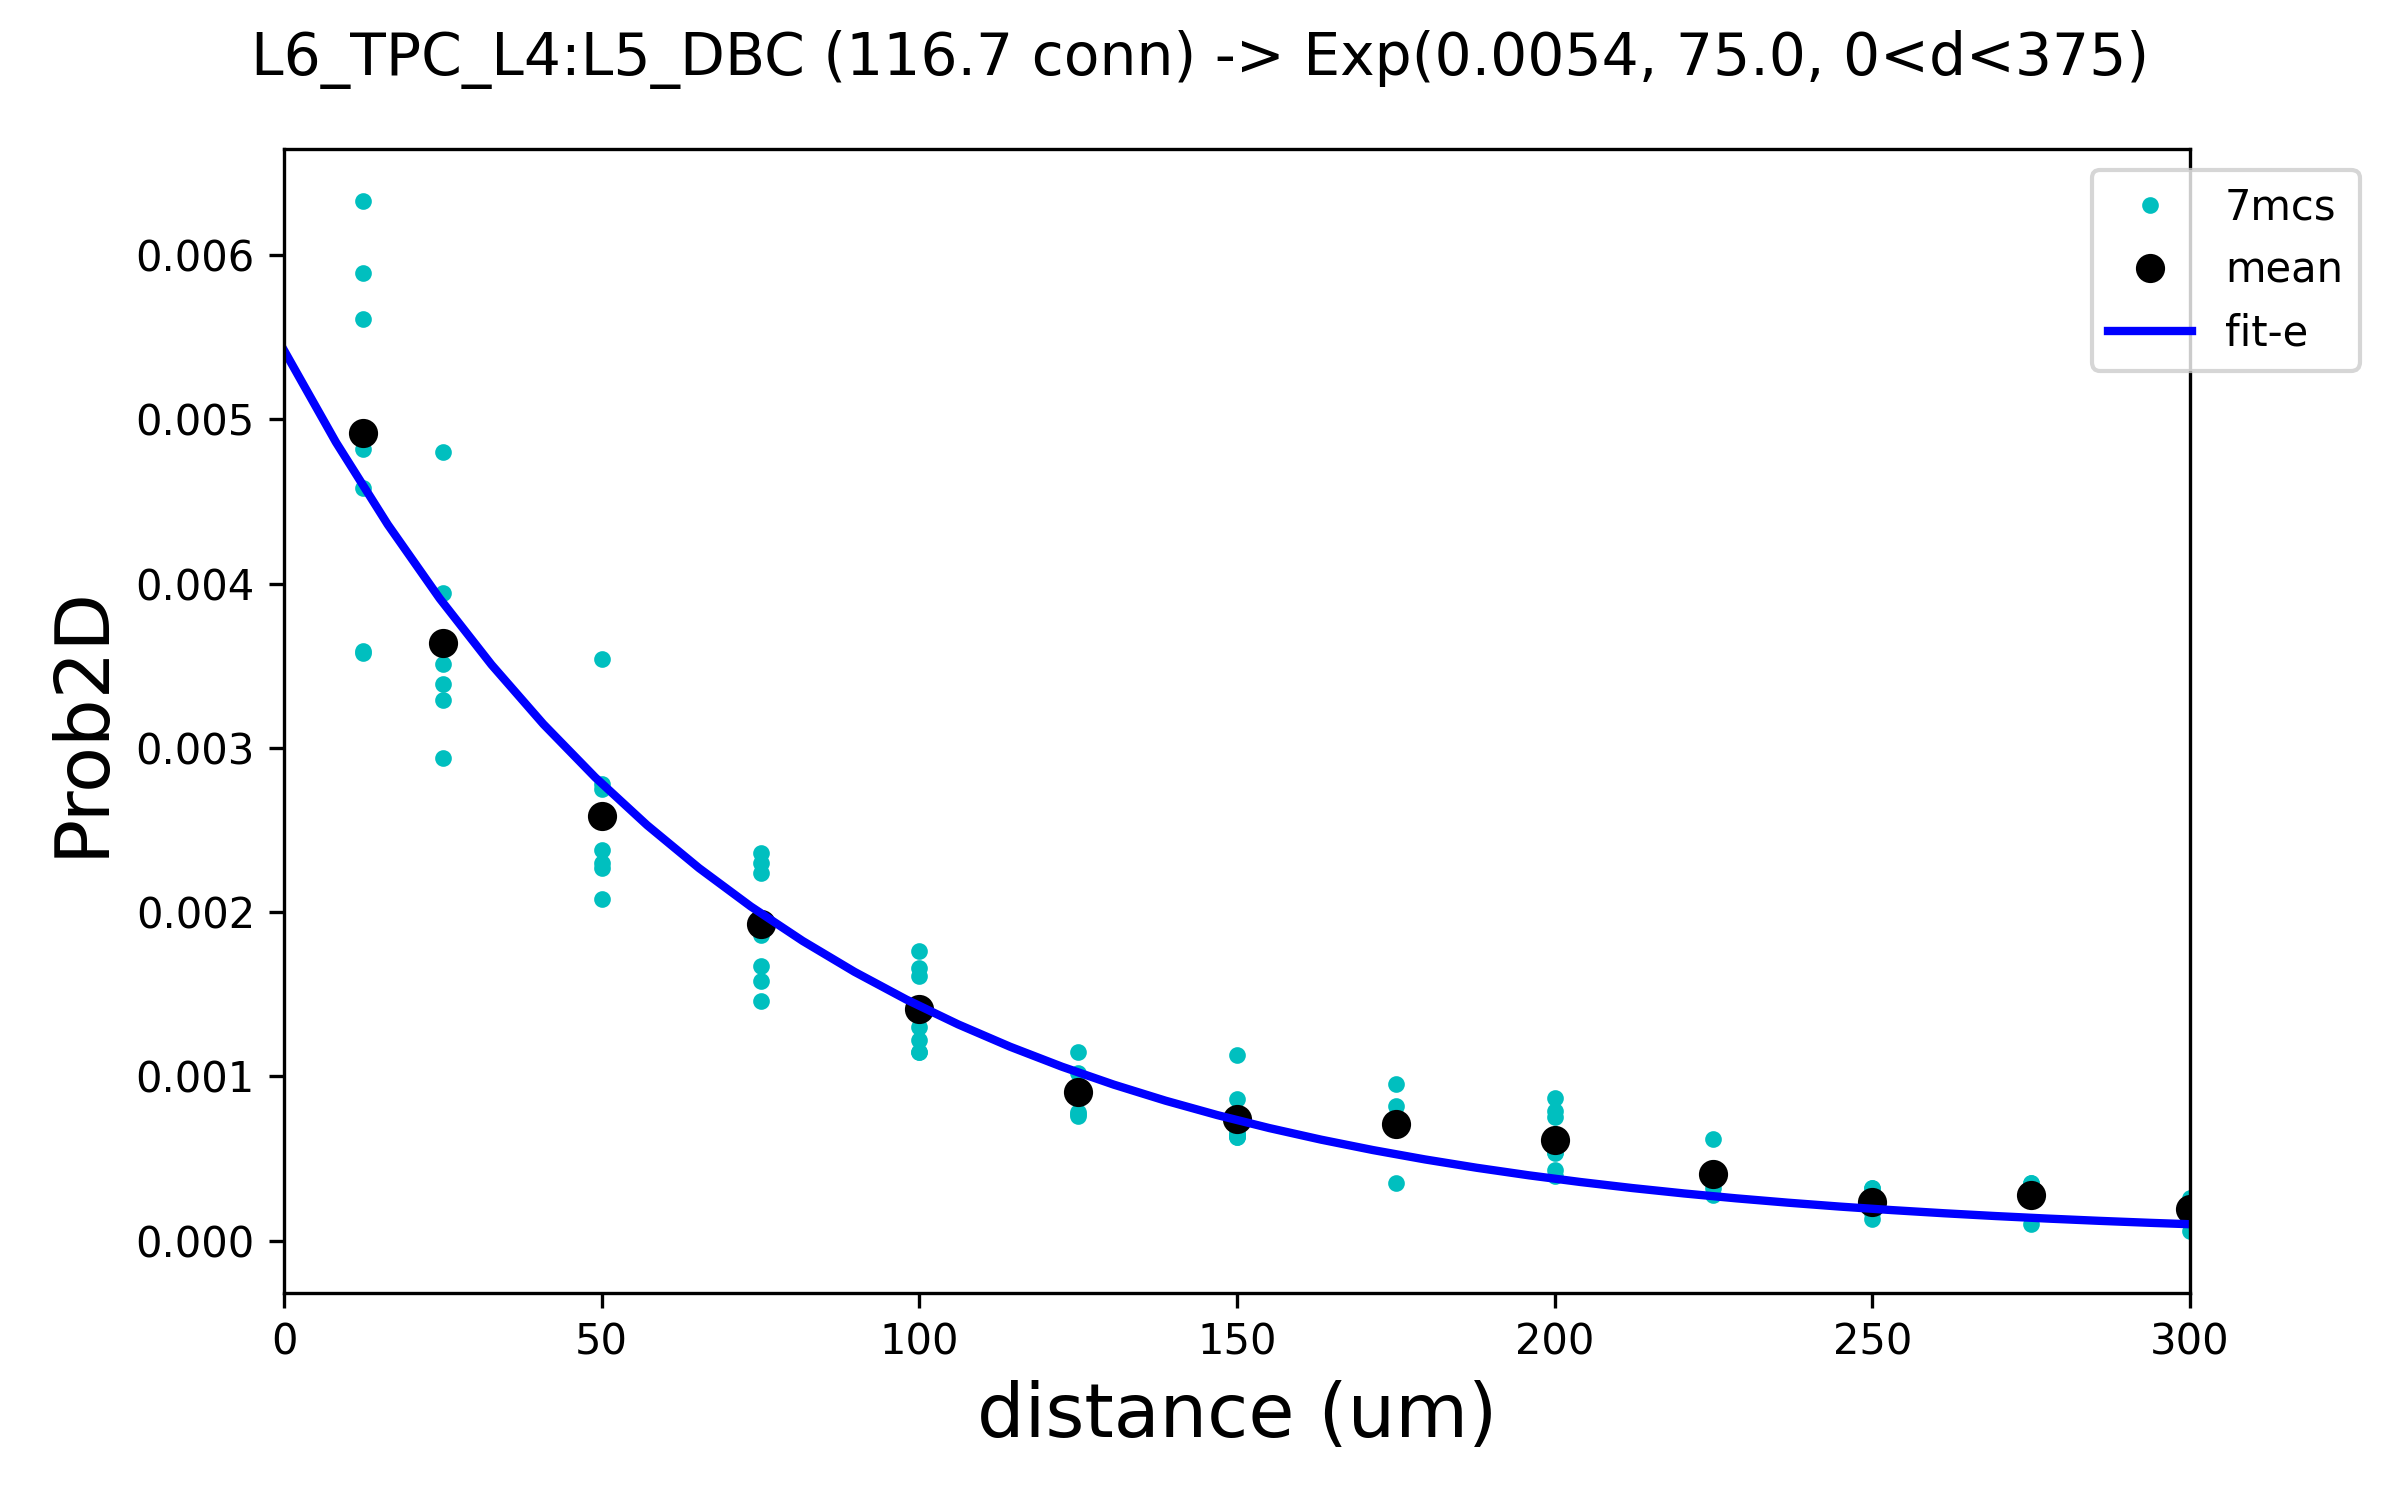 L6_TPC_L4:L5_DBC (116.7 conn) -> Exp(0.0054, 75.0, 0<d<375)
7mcs
mean
fit-e
Prob2D
0.006
0.005
0.004
0.003
0.002
0.001
0.000
0 50 100 150 200 250 300
distance (um)